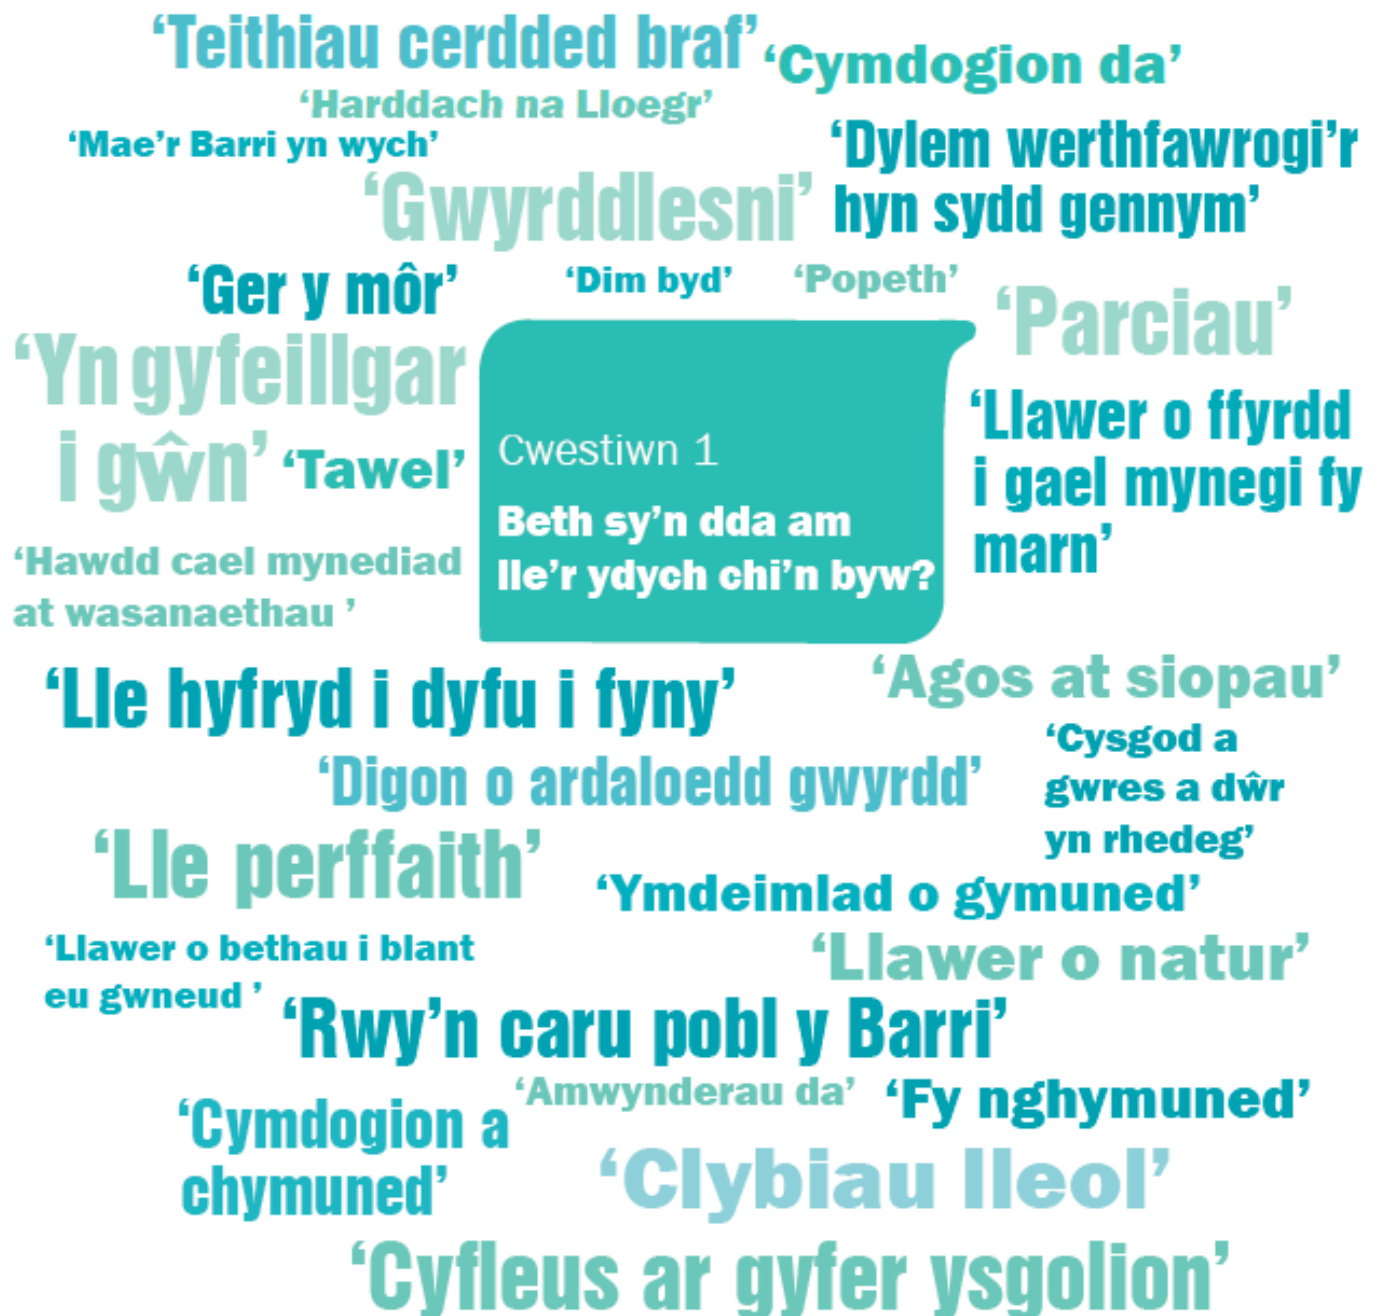 ‘Teithiau cerdded braf’
‘Cymdogion da’
‘Harddach na Lloegr’
‘Mae’r Barri yn wych’
‘Dylem werthfawrogi’r
hyn sydd gennym’
‘Gwyrddlesni’
‘Ger y môr’
‘Dim byd’
‘Popeth’
‘Parciau’
‘Yn gyfeillgar
i gŵn’
‘Tawel’
Cwestiwn 1
Beth sy’n dda am
lle’r ydych chi’n byw?
‘Llawer o ffyrdd
i gael mynegi fy
marn’
‘Hawdd cael mynediad
at wasanaethau ’
‘Lle hyfryd i dyfu i fyny’
‘Agos at siopau’
‘Cysgod a
gwres a dŵr
yn rhedeg’
‘Digon o ardaloedd gwyrdd’
‘Lle perffaith’
‘Ymdeimlad o gymuned’
‘Llawer o bethau i blant
eu gwneud ’
‘Llawer o natur’
‘Rwy’n caru pobl y Barri’
‘Amwynderau da’
‘Fy nghymuned’
‘Cymdogion a
chymuned’
‘Clybiau lleol’
‘Cyfleus ar gyfer ysgolion’